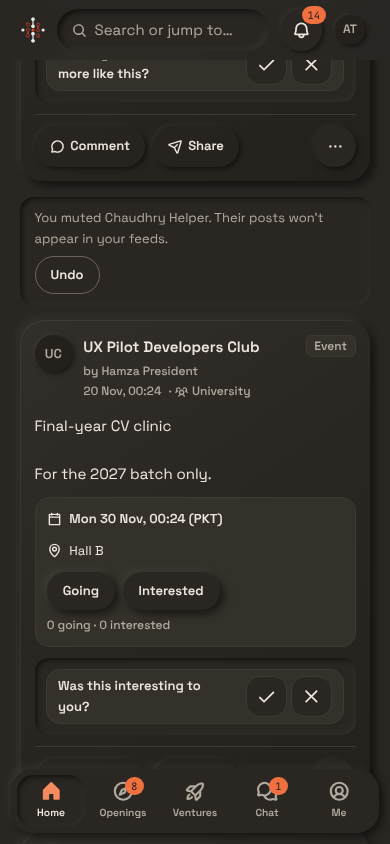 Search or jump to...
14
AT
more like this?
Comment
Share
You muted Chaudhry Helper. Their posts won't
appear in your feeds.
Undo
UC
UX Pilot Developers Club
Event
by Hamza President
20 Nov, 00:24 · University
Final-year CV clinic
For the 2027 batch only.
Mon 30 Nov, 00:24 (PKT)
Hall B
Going
Interested
0 going · 0 interested
Was this interesting to
you?
8
1
Home
Openings
Ventures
Chat
Me